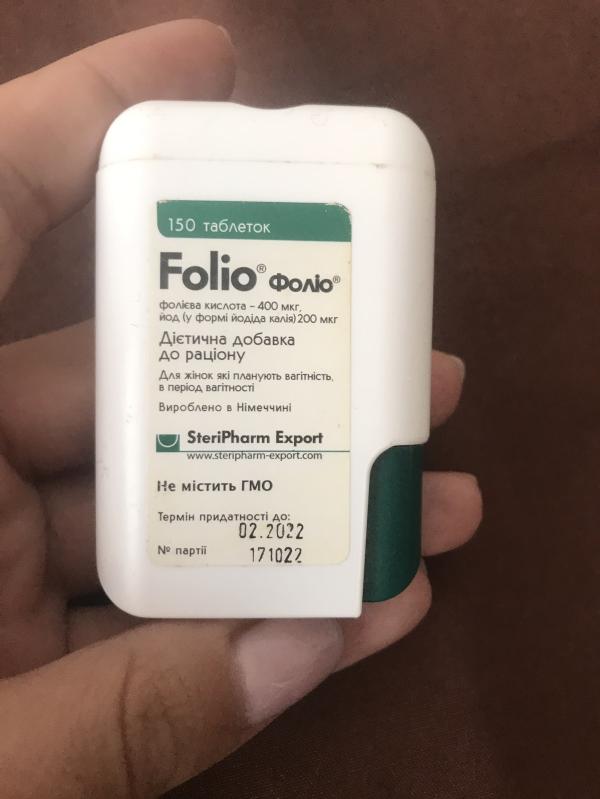 150 таблеток
Folio® Фоліо®
фолієва кислота – 400 мкг,
йод (у формі йодіда калія) 200 мкг
Дієтична добавка
до раціону
Для жінок які планують вагітність,
в період вагітності
Вироблено в Німеччині
SteriPharm Export
www.steripharm-export.com
Не містить ГМО
Термін придатності до:
02.2022
№ партії 171022